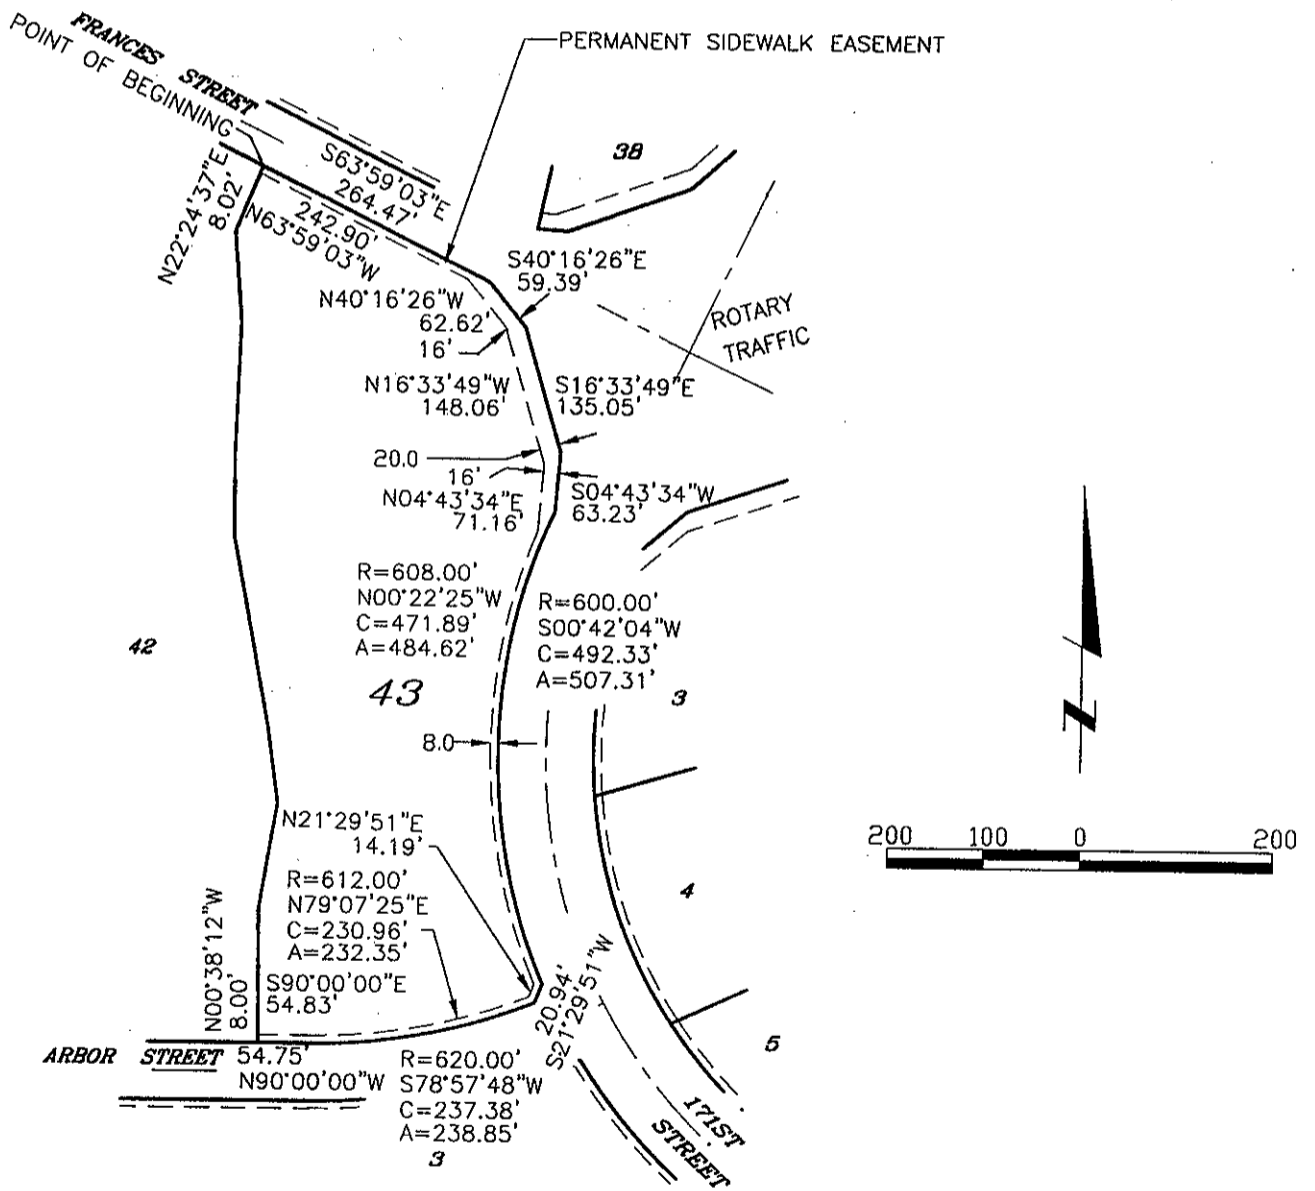 FRANCES STREET
POINT OF BEGINNING
PERMANENT SIDEWALK EASEMENT
38
S63°59'03"E
264.47'
N22°24'37"E
8.02'
242.90'
N63°59'03"W
S40°16'26"E
59.39'
N40°16'26"W
62.62'
16'
ROTARY
TRAFFIC
N16°33'49"W
148.06'
S16°33'49"E
135.05'
20.0
16'
N04°43'34"E
71.16'
S04°43'34"W
63.23'
R=608.00'
N00°22'25"W
C=471.89'
A=484.62'
R=600.00'
S00°42'04"W
C=492.33'
A=507.31'
42
43
3
8.0
N
200 100 0 200
N21°29'51"E
14.19'
R=612.00'
N79°07'25"E
C=230.96'
A=232.35'
4
N00°38'12"W
8.00'
S90°00'00"E
54.83'
20.94'
S21°29'51"W
5
ARBOR STREET
54.75'
N90°00'00"W
R=620.00'
S78°57'48"W
C=237.38'
A=238.85'
3
171ST
STREET